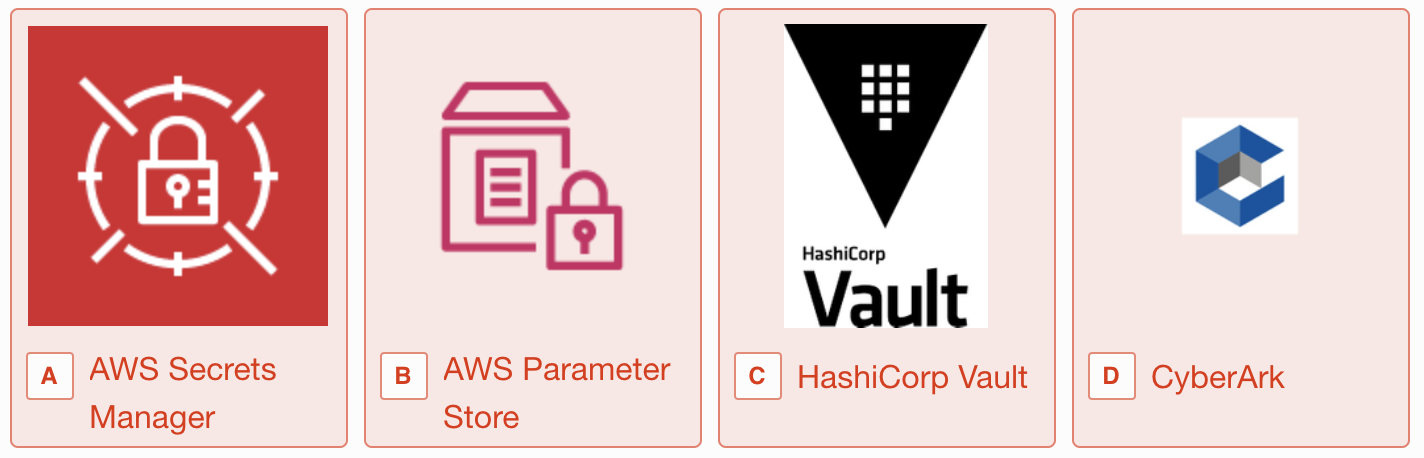 HashiCorp
Vault
A
AWS Secrets
Manager
B
AWS Parameter
Store
C
HashiCorp Vault
D
CyberArk